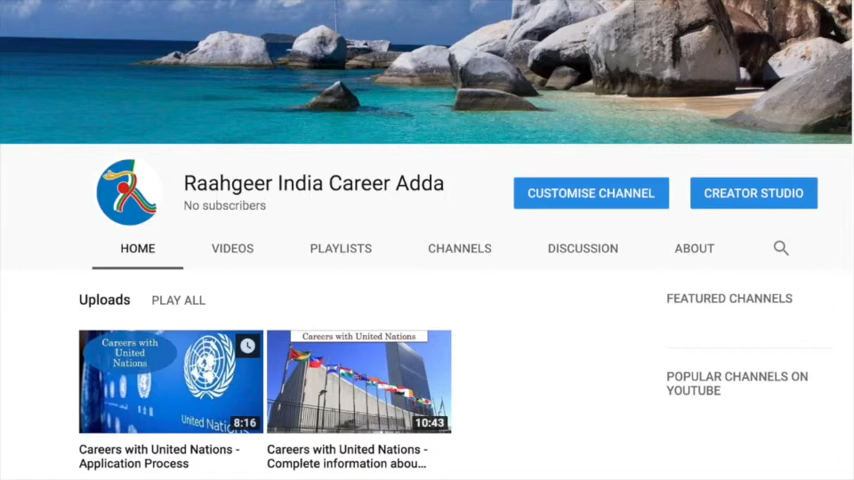 Raahgeer India Career Adda
No subscribers
CUSTOMISE CHANNEL
CREATOR STUDIO
HOME
VIDEOS
PLAYLISTS
CHANNELS
DISCUSSION
ABOUT
Uploads
PLAY ALL
Careers with
United
Nations
United Nations
8:16
Careers with United Nations
10:43
Careers with United Nations -
Application Process
Careers with United Nations -
Complete information abou...
FEATURED CHANNELS
POPULAR CHANNELS ON
YOUTUBE